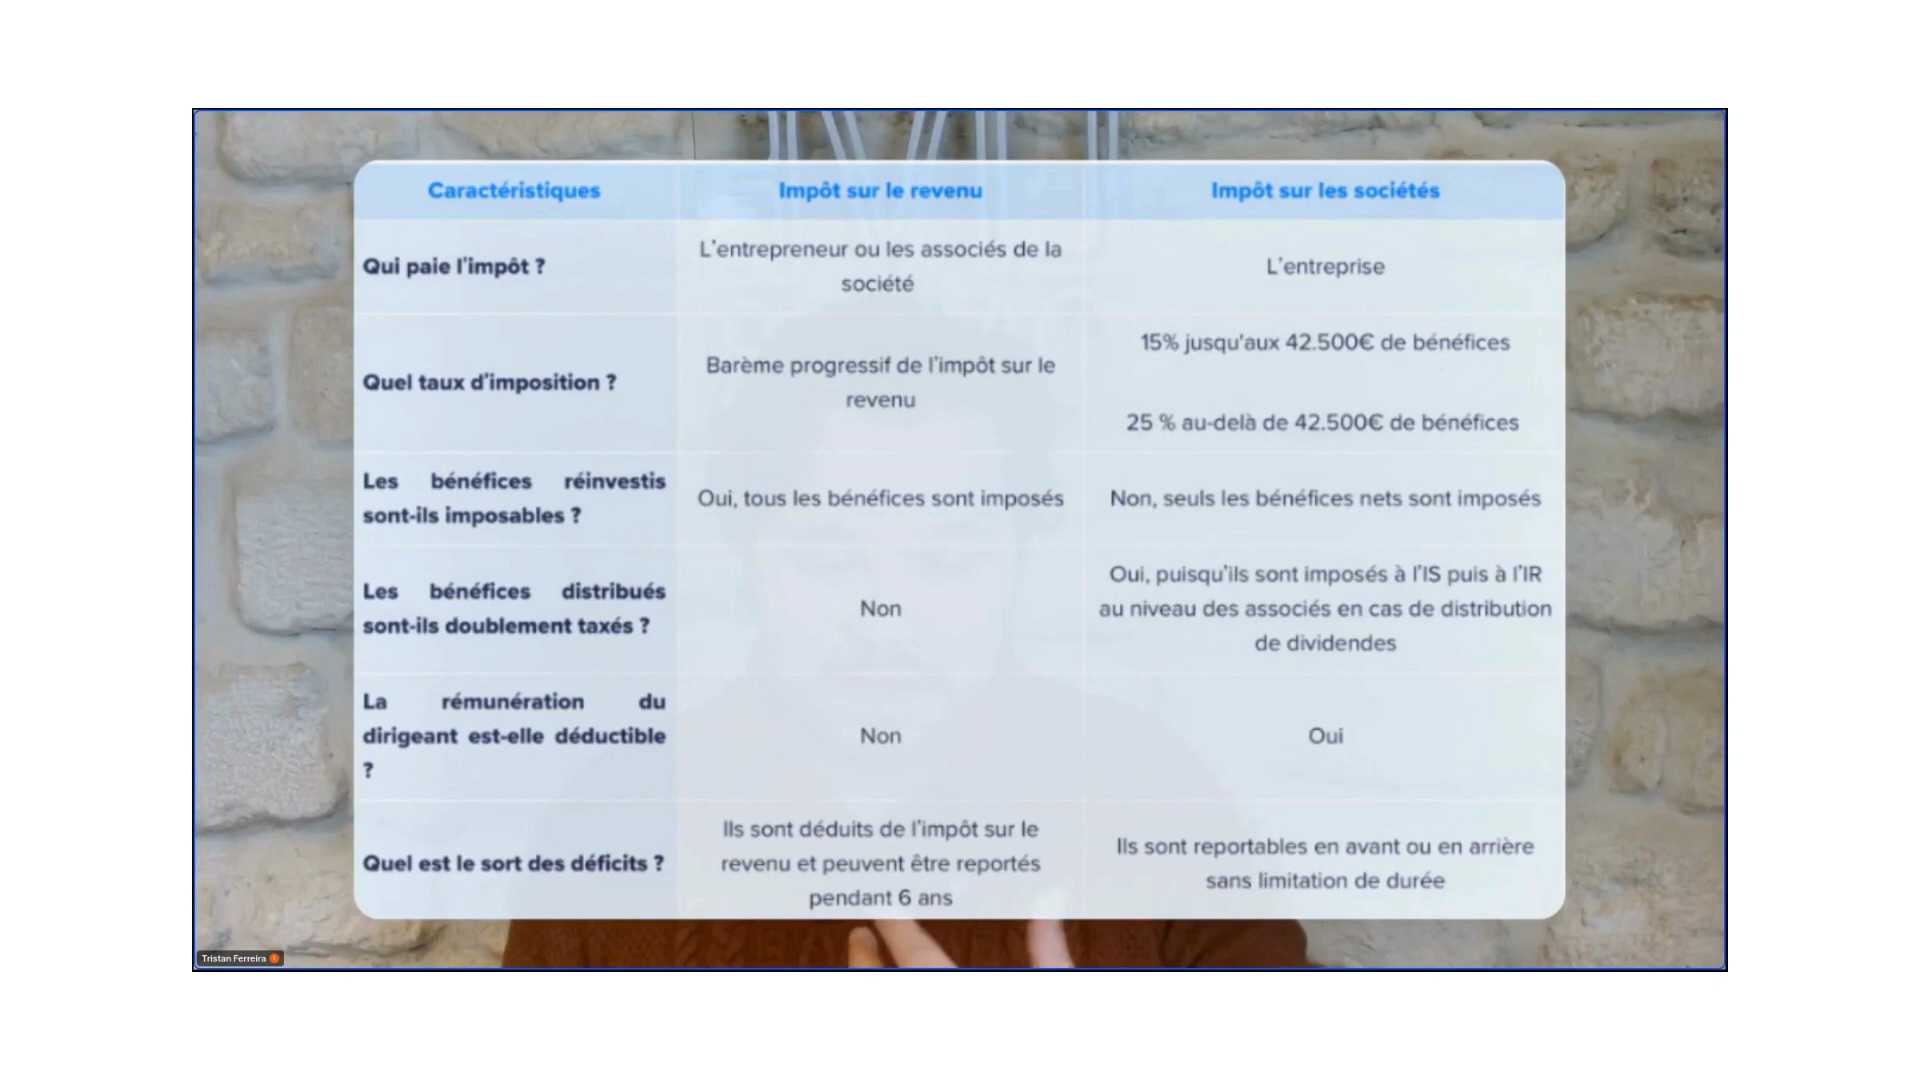 Caractéristiques
Impôt sur le revenu
Impôt sur les sociétés
Qui paie l'impôt ?
L'entrepreneur ou les associés de la
société
L'entreprise
Quel taux d'imposition ?
Barème progressif de l'impôt sur le
revenu
15% jusqu'aux 42.500€ de bénéfices
25 % au-delà de 42.500€ de bénéfices
Les bénéfices réinvestis
sont-ils imposables ?
Oui, tous les bénéfices sont imposés
Non, seuls les bénéfices nets sont imposés
Les bénéfices distribués
sont-ils doublement taxés ?
Non
Oui, puisqu'ils sont imposés à l'IS puis à l'IR
au niveau des associés en cas de distribution
de dividendes
La rémunération du
dirigeant est-elle déductible
?
Non
Oui
Quel est le sort des déficits ?
Ils sont déduits de l'impôt sur le
revenu et peuvent être reportés
pendant 6 ans
Ils sont reportables en avant ou en arrière
sans limitation de durée
Tristan Ferreira